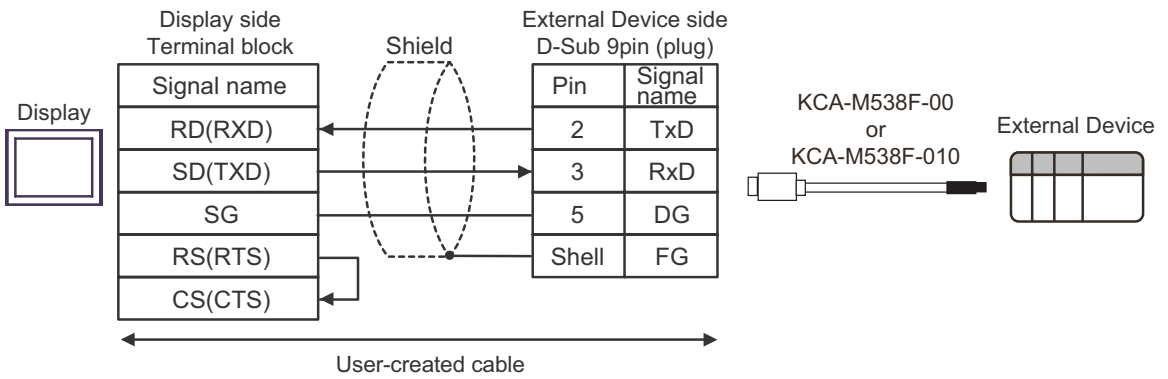 Display side
Terminal block
Shield
External Device side
D-Sub 9pin (plug)
Display
Signal name
Pin
Signal
name
RD(RXD)
2
TxD
SD(TXD)
3
RxD
SG
5
DG
RS(RTS)
Shell
FG
CS(CTS)
User-created cable
KCA-M538F-00
or
KCA-M538F-010
External Device